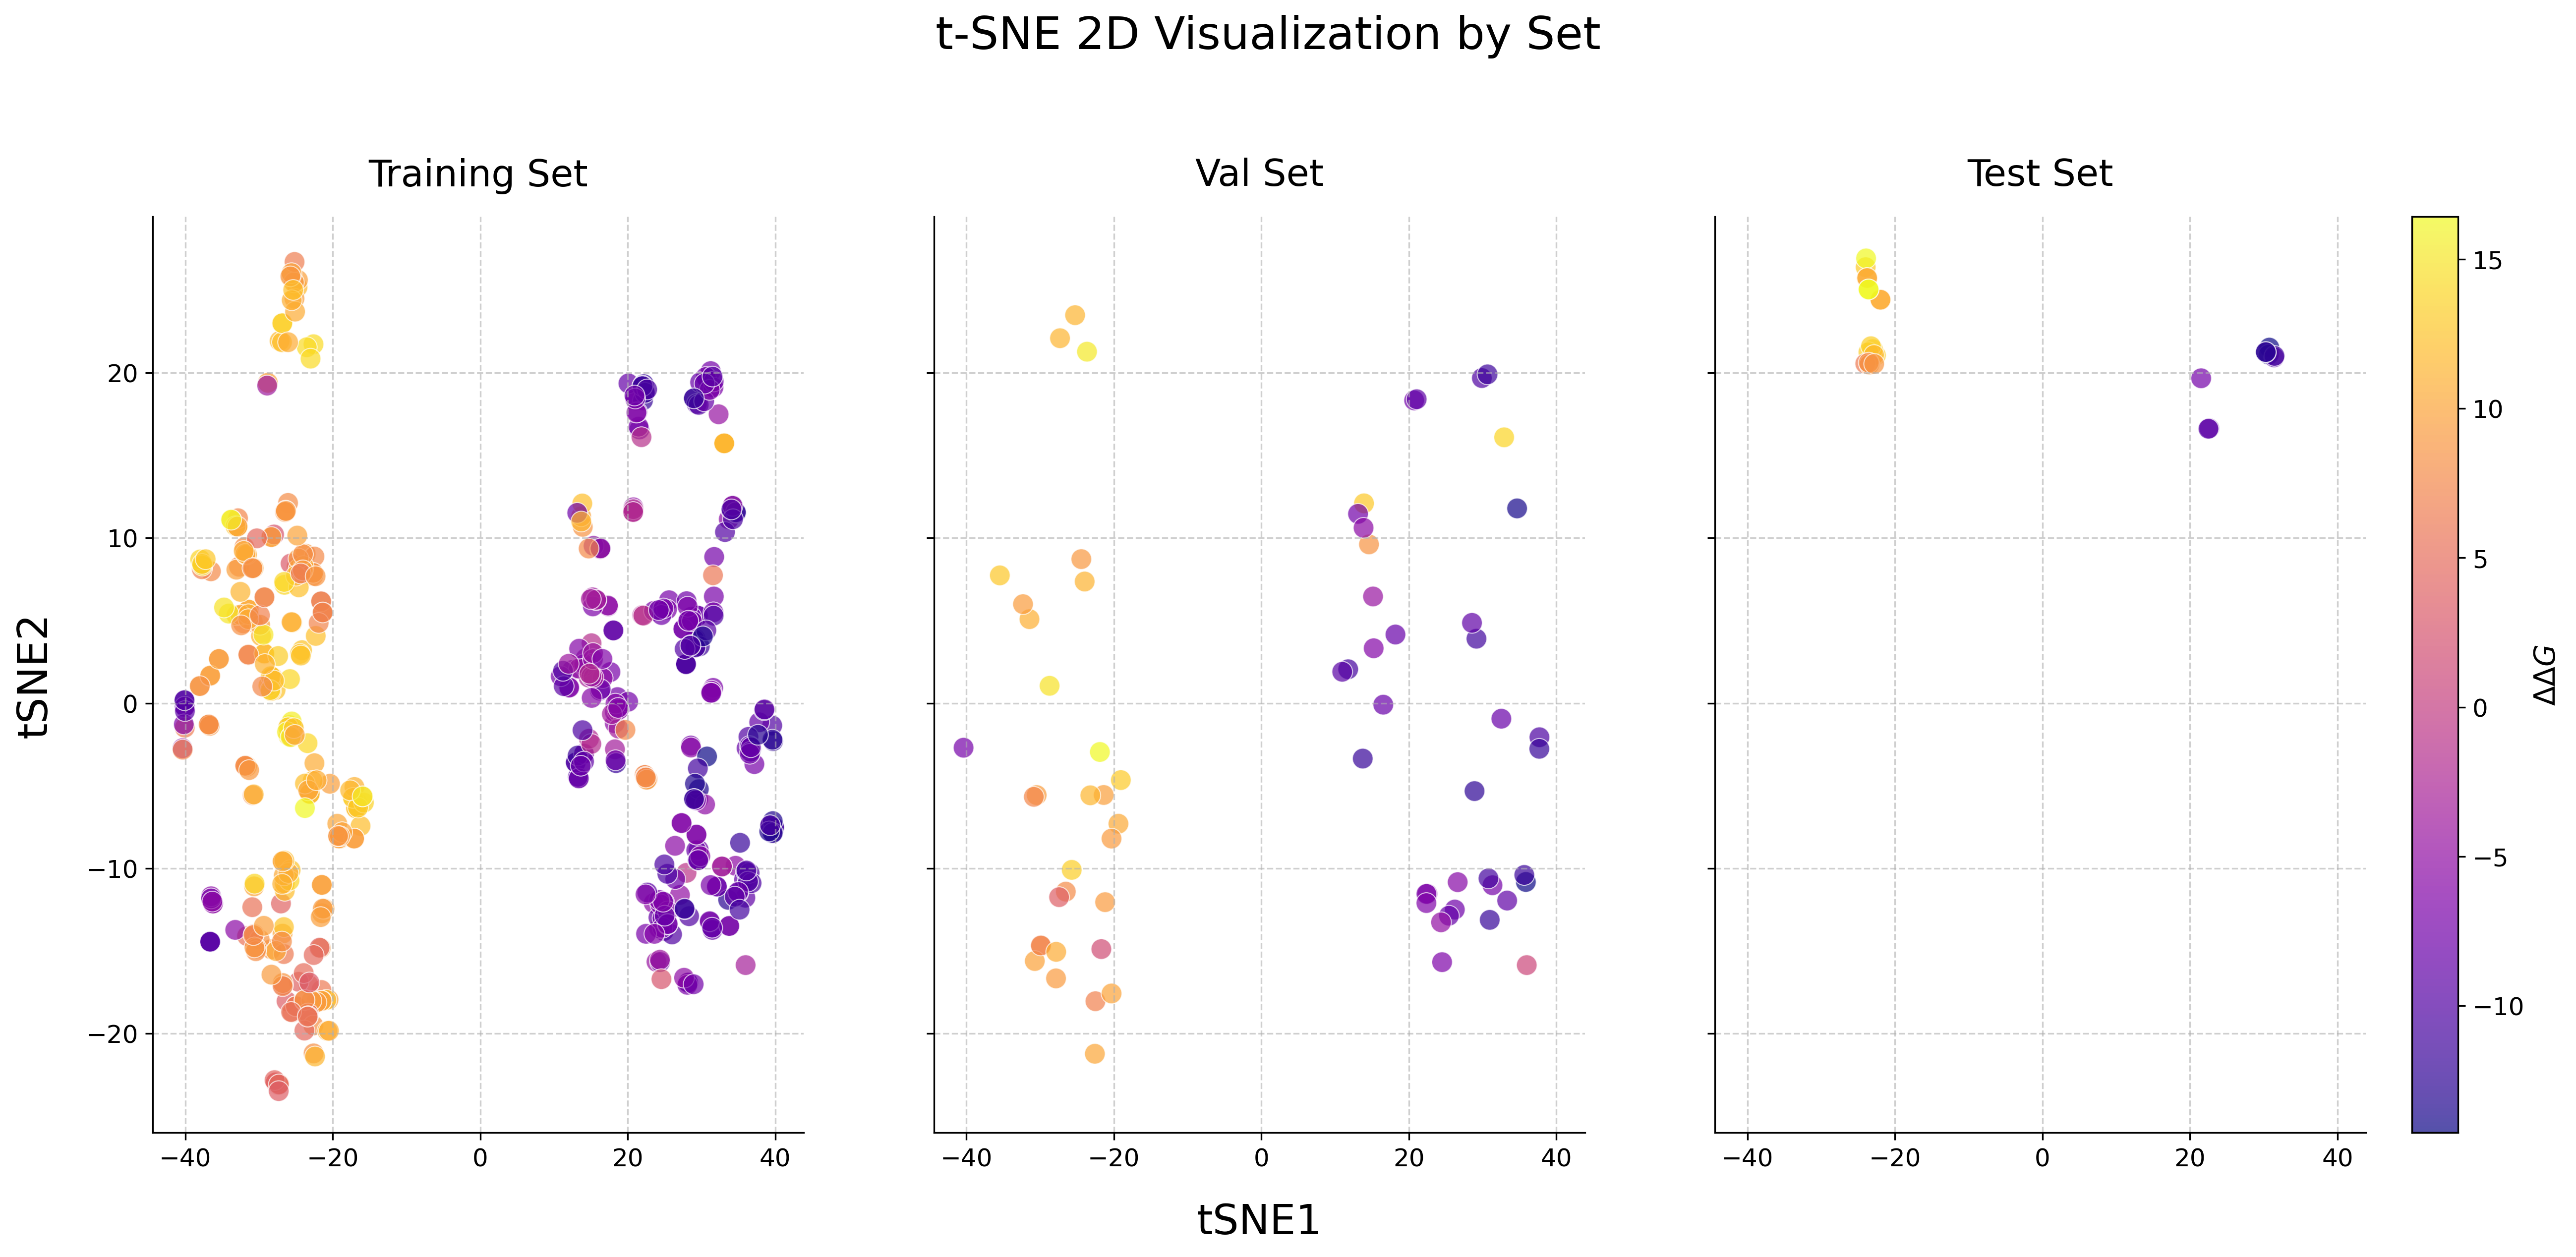 t-SNE 2D Visualization by Set
Training Set
Val Set
Test Set
tSNE2
20
10
0
−10
−20
−40 −20 0 20 40
−40 −20 0 20 40
−40 −20 0 20 40
tSNE1
15
10
5
0
−5
−10
ΔΔG